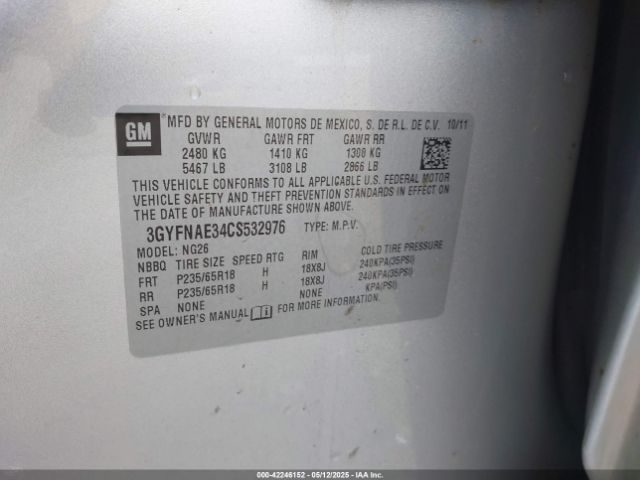 GM
MFD BY GENERAL MOTORS DE MEXICO, S. DE R.L. DE C.V. 10/11
GVWR GAWR FRT GAWR RR
2480 KG 1410 KG 1300 KG
5467 LB 3108 LB 2866 LB
THIS VEHICLE CONFORMS TO ALL APPLICABLE U.S. FEDERAL MOTOR
VEHICLE SAFETY AND THEFT PREVENTION STANDARDS IN EFFECT ON
THE DATE OF MANUFACTURE SHOWN ABOVE.
3GYFNAE34CS532976 TYPE: M.P.V.
MODEL: NG26
NBBQ TIRE SIZE SPEED RTG RIM COLD TIRE PRESSURE
FRT P235/65R18 H 18X8J 240KPA(35PSI)
RR P235/65R18 H 18X8J 240KPA(35PSI)
SPA NONE NONE KPA(PSI)
SEE OWNER'S MANUAL FOR MORE INFORMATION.
000-42246152 - 05/12/2025 - IAA Inc.